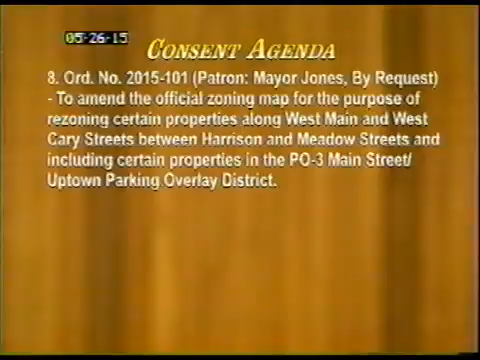 05-26-15
CONSENT AGENDA
8. Ord. No. 2015-101 (Patron: Mayor Jones, By Request)
- To amend the official zoning map for the purpose of
rezoning certain properties along West Main and West
Cary Streets between Harrison and Meadow Streets and
including certain properties in the PO-3 Main Street/
Uptown Parking Overlay District.